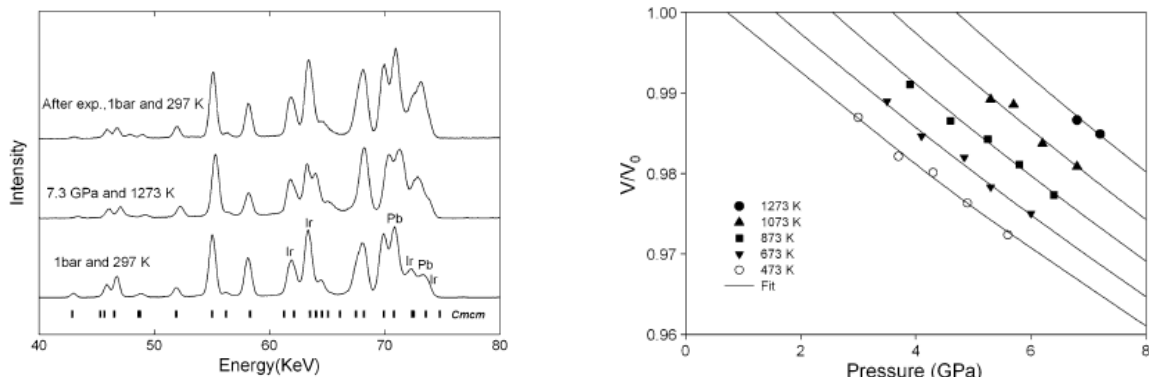 After exp.,1bar and 297 K
7.3 GPa and 1273 K
1bar and 297 K
Ir
Ir
Pb
Ir
Pb
Ir
Cmcm
Intensity
40
50
60
70
80
Energy(KeV)
1.00
0.99
0.98
0.97
0.96
V/V0
1273 K
1073 K
873 K
673 K
473 K
Fit
0
2
4
6
8
Pressure (GPa)